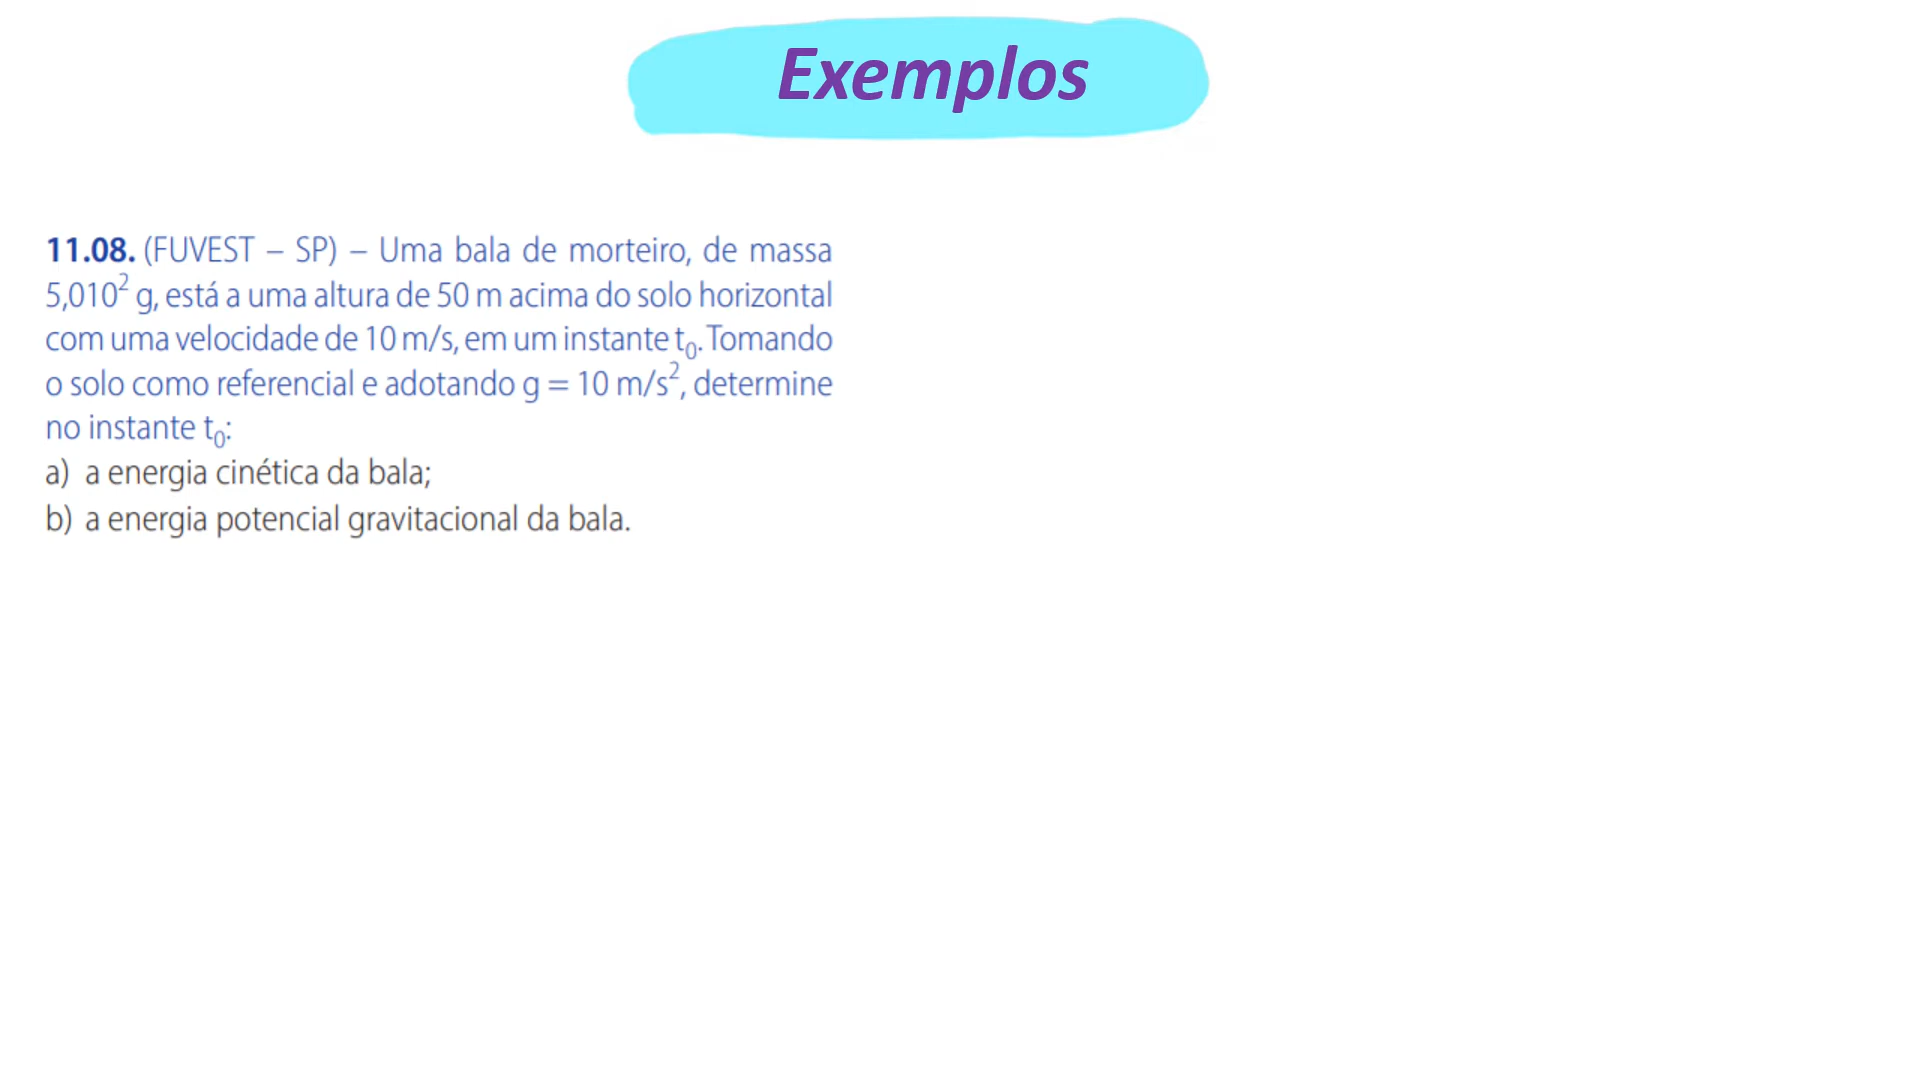 Exemplos
11.08. (FUVEST – SP) – Uma bala de morteiro, de massa
5,010² g, está a uma altura de 50 m acima do solo horizontal
com uma velocidade de 10 m/s, em um instante t₀. Tomando
o solo como referencial e adotando g = 10 m/s², determine
no instante t₀:
a) a energia cinética da bala;
b) a energia potencial gravitacional da bala.